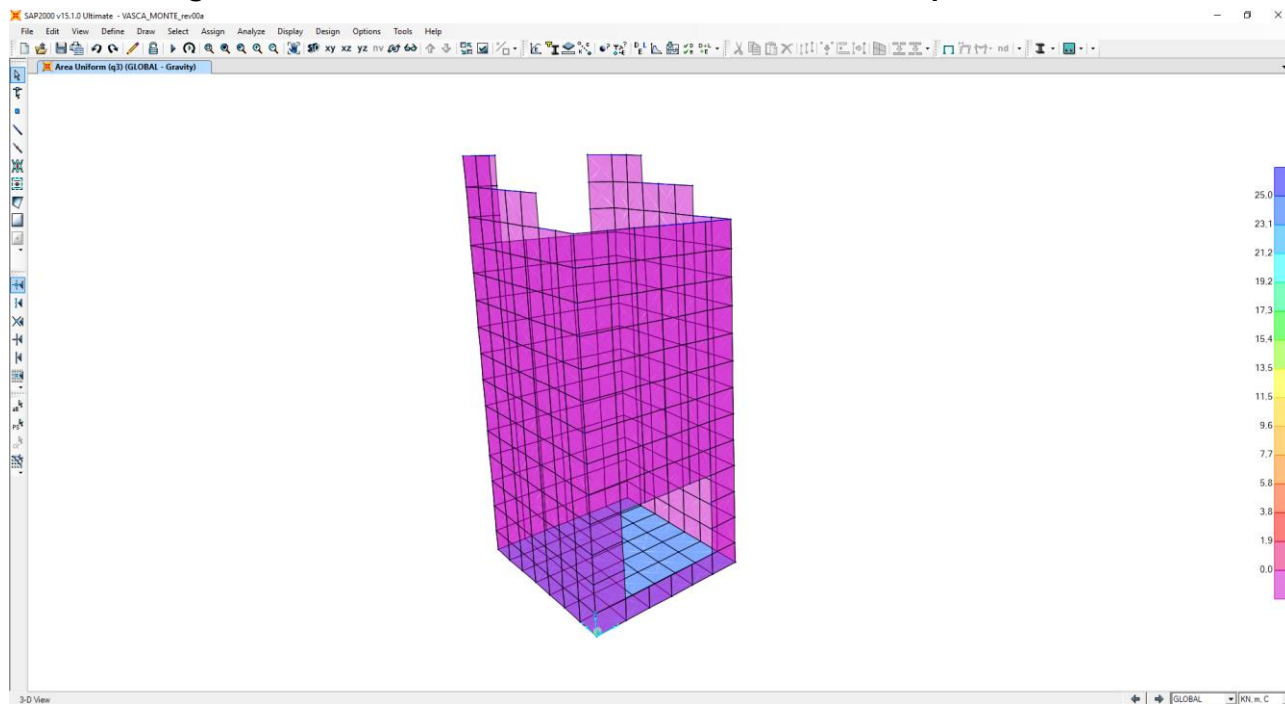 SAP2000 v15.1.0 Ultimate - VASCA_MONTE_rev00a
File Edit View Define Draw Select Assign Analyze Display Design Options Tools Help
xy xz yz nv nd
Area Uniform (q3) (GLOBAL - Gravity)
25.0
23.1
21.2
19.2
17.3
15.4
13.5
11.5
9.6
7.7
5.8
3.8
1.9
0.0
3-D View
GLOBAL
KN, m, C